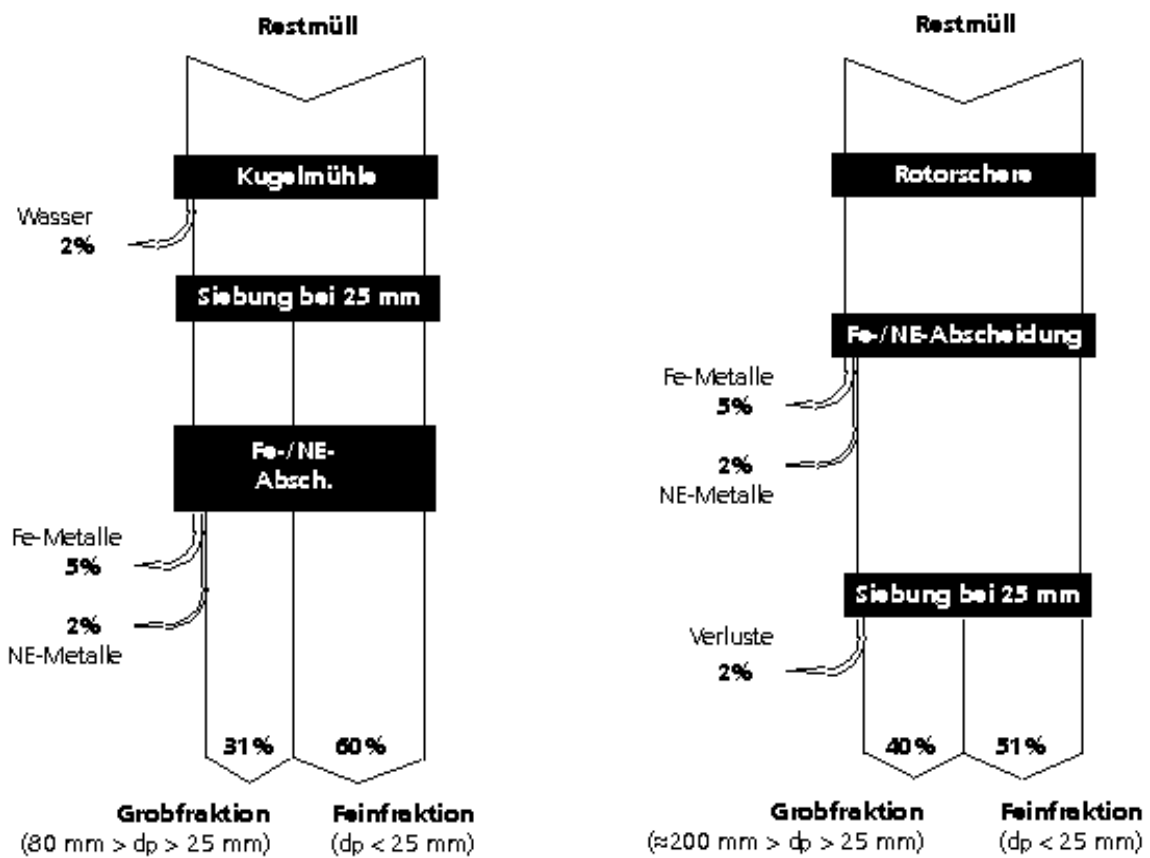 Restmüll
Kugelmühle
Wasser
2%
Siebung bei 25 mm
Fe-/NE-
Absch.
Fe-Metalle
5%
2%
NE-Metalle
31%
60%
Grobfraktion
(80 mm > dp > 25 mm)
Feinfraktion
(dp < 25 mm)
Restmüll
Rotorschere
Fe-/NE-Abscheidung
Fe-Metalle
5%
2%
NE-Metalle
Siebung bei 25 mm
Verluste
2%
40%
51%
Grobfraktion
(≈200 mm > dp > 25 mm)
Feinfraktion
(dp < 25 mm)